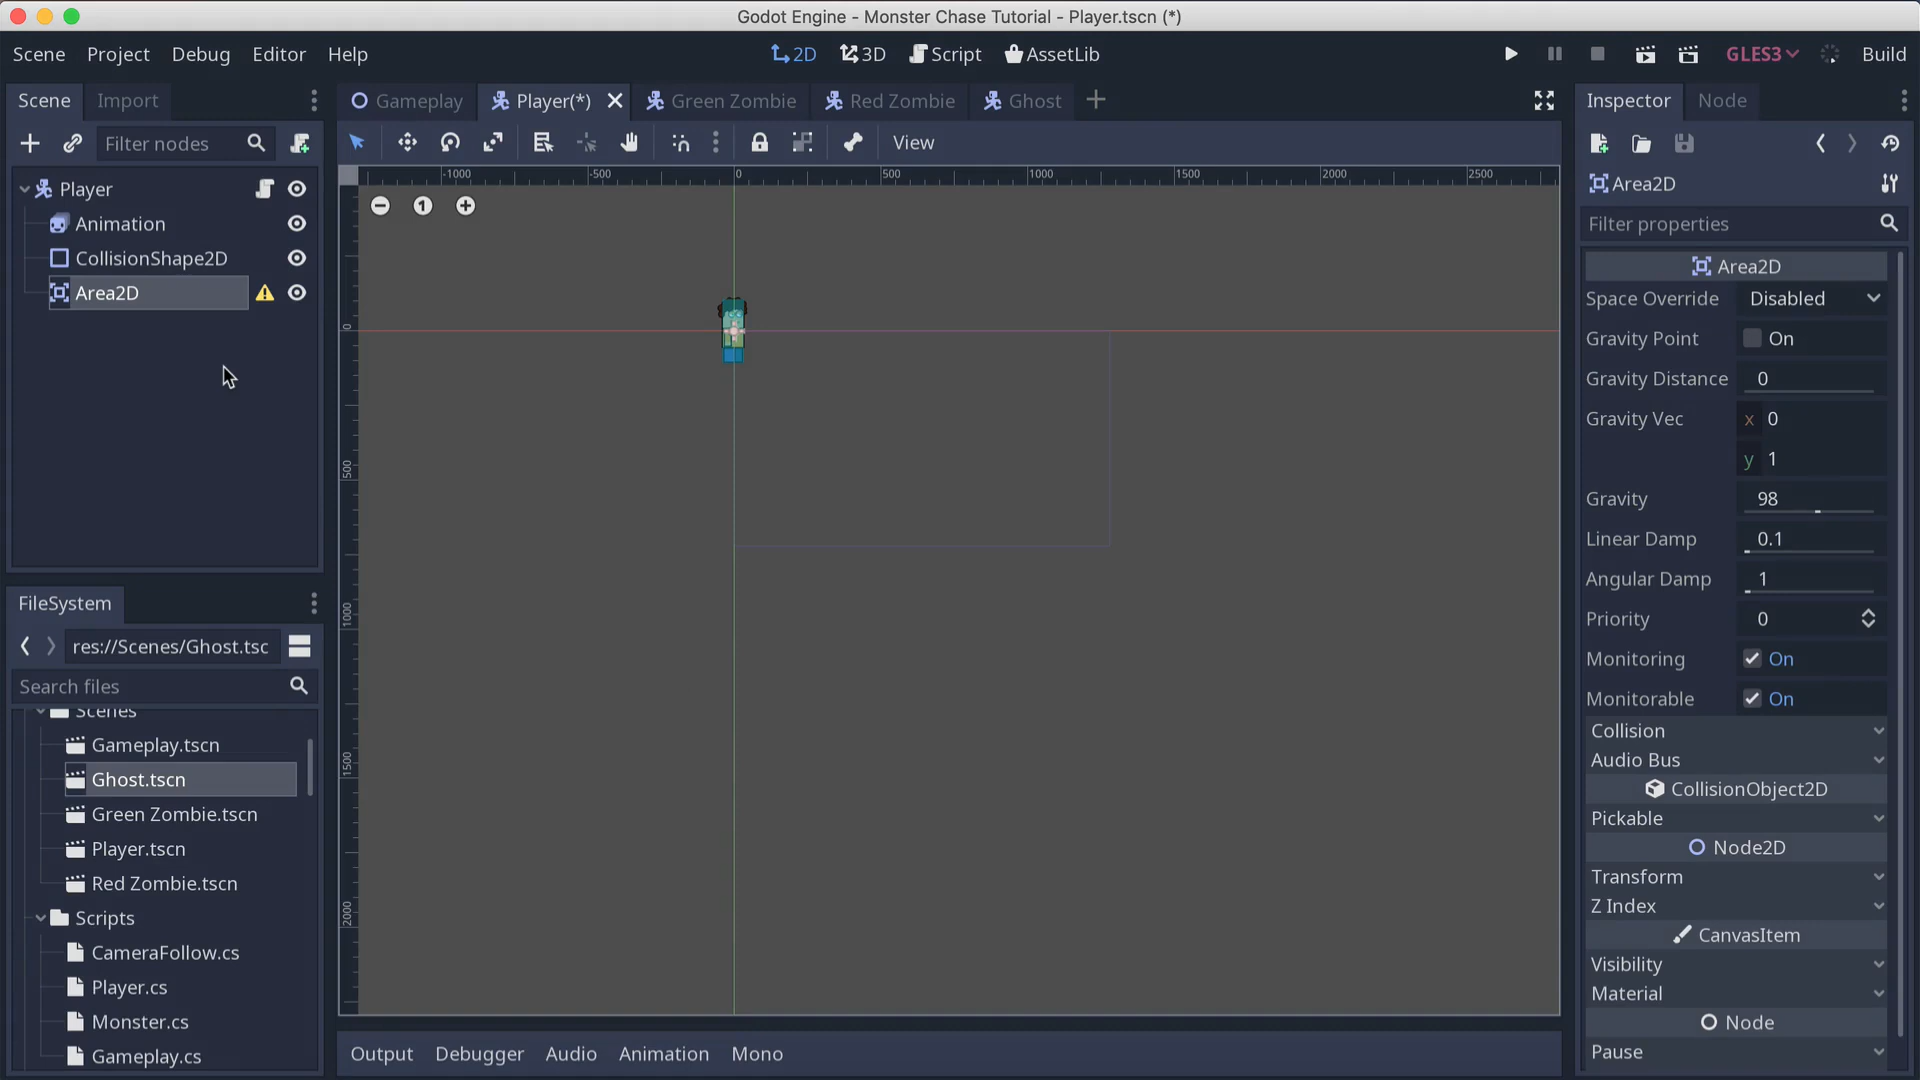 Godot Engine - Monster Chase Tutorial - Player.tscn (*)
Scene Project Debug Editor Help
2D 3D Script AssetLib
GLES3 Build
Scene Import
Filter nodes
Player
Animation
CollisionShape2D
Area2D
FileSystem
res://Scenes/Ghost.tsc
Search files
Scenes
Gameplay.tscn
Ghost.tscn
Green Zombie.tscn
Player.tscn
Red Zombie.tscn
Scripts
CameraFollow.cs
Player.cs
Monster.cs
Gameplay.cs
Gameplay Player(*) Green Zombie Red Zombie Ghost
View
-1000 -500 0 500 1000 1500 2000 2500
1
0
500
1000
1500
2000
Output Debugger Audio Animation Mono
Inspector Node
Area2D
Filter properties
Area2D
Space Override Disabled
Gravity Point On
Gravity Distance 0
Gravity Vec x 0
y 1
Gravity 98
Linear Damp 0.1
Angular Damp 1
Priority 0
Monitoring On
Monitorable On
Collision
Audio Bus
CollisionObject2D
Pickable
Node2D
Transform
Z Index
CanvasItem
Visibility
Material
Node
Pause